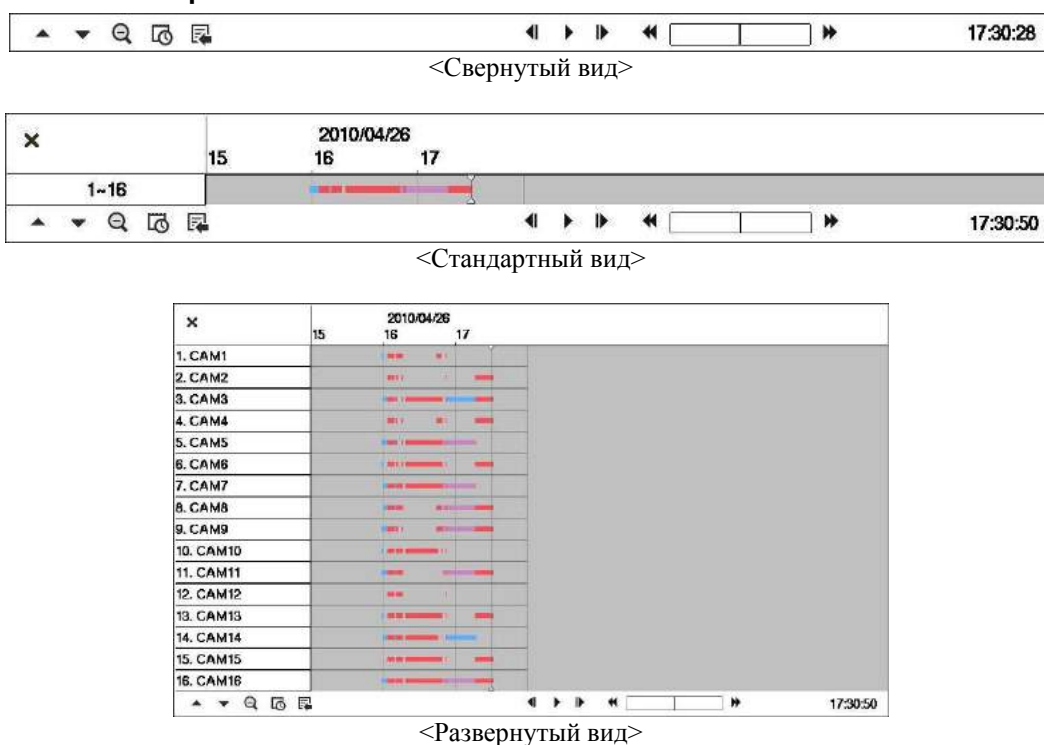 17:30:28
<Свернутый вид>
2010/04/26
15 16 17
1~16
17:30:50
<Стандартный вид>
2010/04/26
15 16 17
1. CAM1
2. CAM2
3. CAM3
4. CAM4
5. CAM5
6. CAM6
7. CAM7
8. CAM8
9. CAM9
10. CAM10
11. CAM11
12. CAM12
13. CAM13
14. CAM14
15. CAM15
16. CAM16
17:30:50
<Развернутый вид>